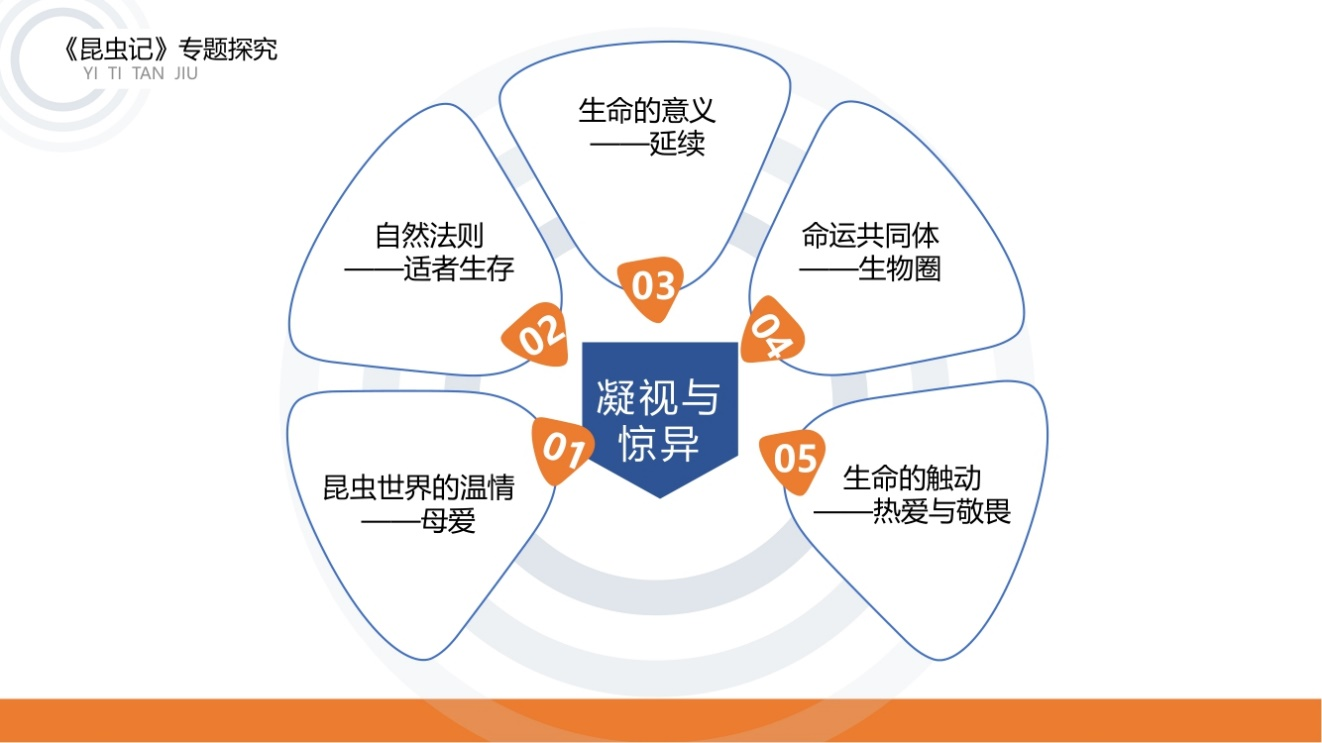 《昆虫记》专题探究
YI TI TAN JIU
生命的意义
——延续
自然法则
——适者生存
命运共同体
——生物圈
03
02
04
凝视与
惊异
01
05
昆虫世界的温情
——母爱
生命的触动
——热爱与敬畏